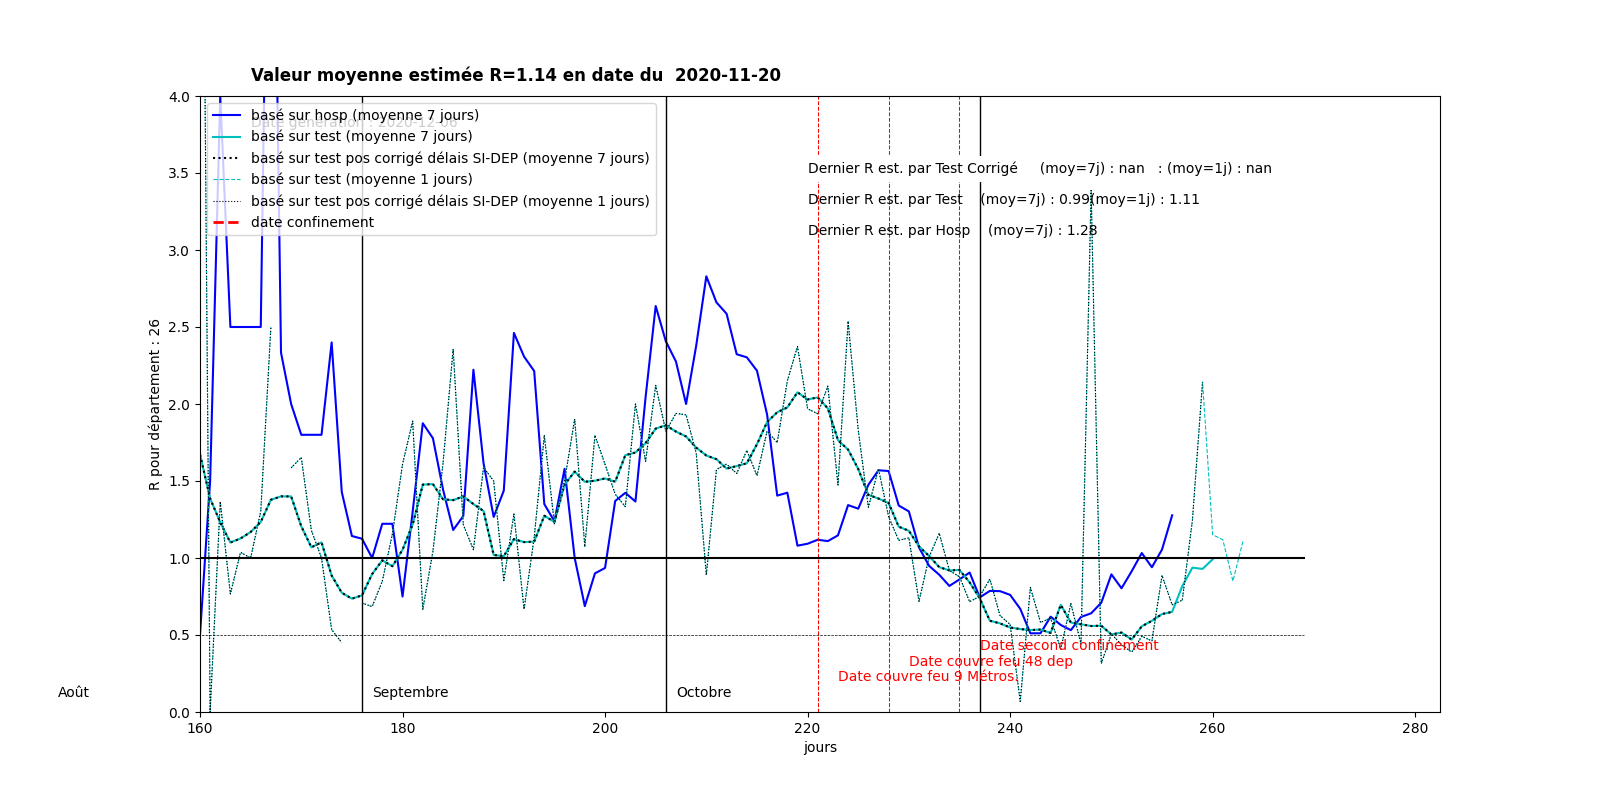 Valeur moyenne estimée R=1.14 en date du  2020-11-20
Date génération : 2020-12-06
basé sur hosp (moyenne 7 jours)
basé sur test (moyenne 7 jours)
basé sur test pos corrigé délais SI-DEP (moyenne 7 jours)
basé sur test (moyenne 1 jours)
basé sur test pos corrigé délais SI-DEP (moyenne 1 jours)
date confinement
Dernier R est. par Test Corrigé     (moy=7j) : nan   : (moy=1j) : nan
Dernier R est. par Test    (moy=7j) : 0.99(moy=1j) : 1.11
Dernier R est. par Hosp    (moy=7j) : 1.28
R pour département : 26
4.0
3.5
3.0
2.5
2.0
1.5
1.0
0.5
0.0
Date second confinement
Date couvre feu 48 dep
Date couvre feu 9 Métros.
Août
Septembre
Octobre
160
180
200
220
240
260
280
jours